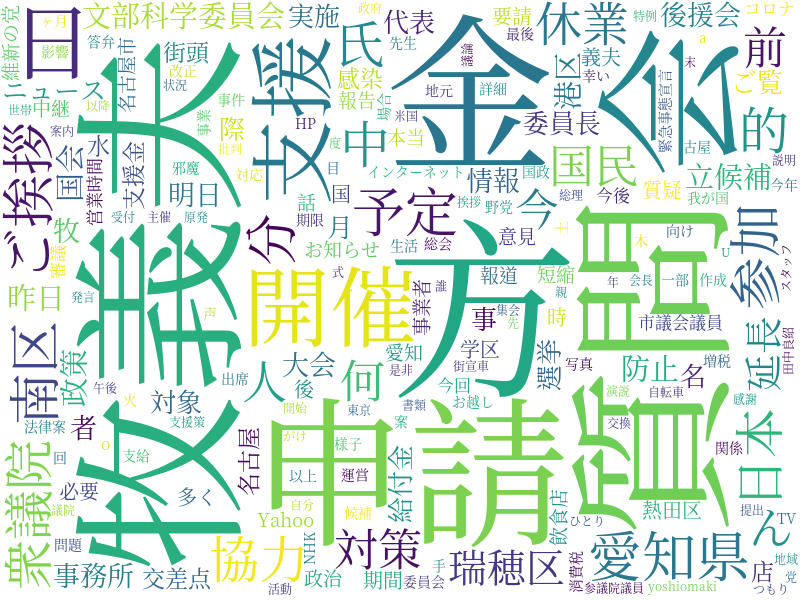 維新の党
文部科学委員会
実施
代表
要請
休業
後援会
コロナ
特例
ヶ月
政府
答弁
先生
最後
a
日
夫
支援
金
会
前
ご覧
街頭
氏
港区
義夫
名古屋市
感染
報告
議論
ニュース
影響
改正
状況
地元
詳細
幸い
末
緊急事態宣言
世帯
中継
以降
事業
事件
際
HP
中
場合
米国
委員長
案内
国会
水
批判
度
本当
古屋
説明
ご挨拶
支援金
邪魔
対応
目
インターネット
国政
国民
的
立候補
今年
営業時間
明日
話
国
情報
総理
今後
質疑
我が国
審議
牧
受付
主催
原発
期限
予定
挨拶
野党
今
土
木
向け
U
昨日
義
分
月
お知らせ
生活
総会
意見
方
質問
参加
スタッフ
発言
式
誰
報道
短縮
年
会長
一部
作成
南区
声
開催
事業者
集会
先
事
時
親
市議会議員
延長
田中良紹
政策
午後
出席
人
大会
愛知
是非
学区
街宣車
写真
選挙
防止
名
増税
法律案
火
対象
後
何
今回
お越し
演説
自転車
感謝
衆議院
者
支援策
開始
東京
書類
案
交換
関係
日本
回
O
支給
名古屋
がけ
様子
給付金
申請
飲食店
熱田区
ん
議院
必要
多く
以上
運営
Yahoo
自分
候補
ひとり
提出
TV
問題
協力
NHK
対策
瑞穂区
消費税
愛知県
地域
事務所
交差点
政治
期間
手
委員会
店
党
活動
参議院議員
yoshiomaki
つもり
牧